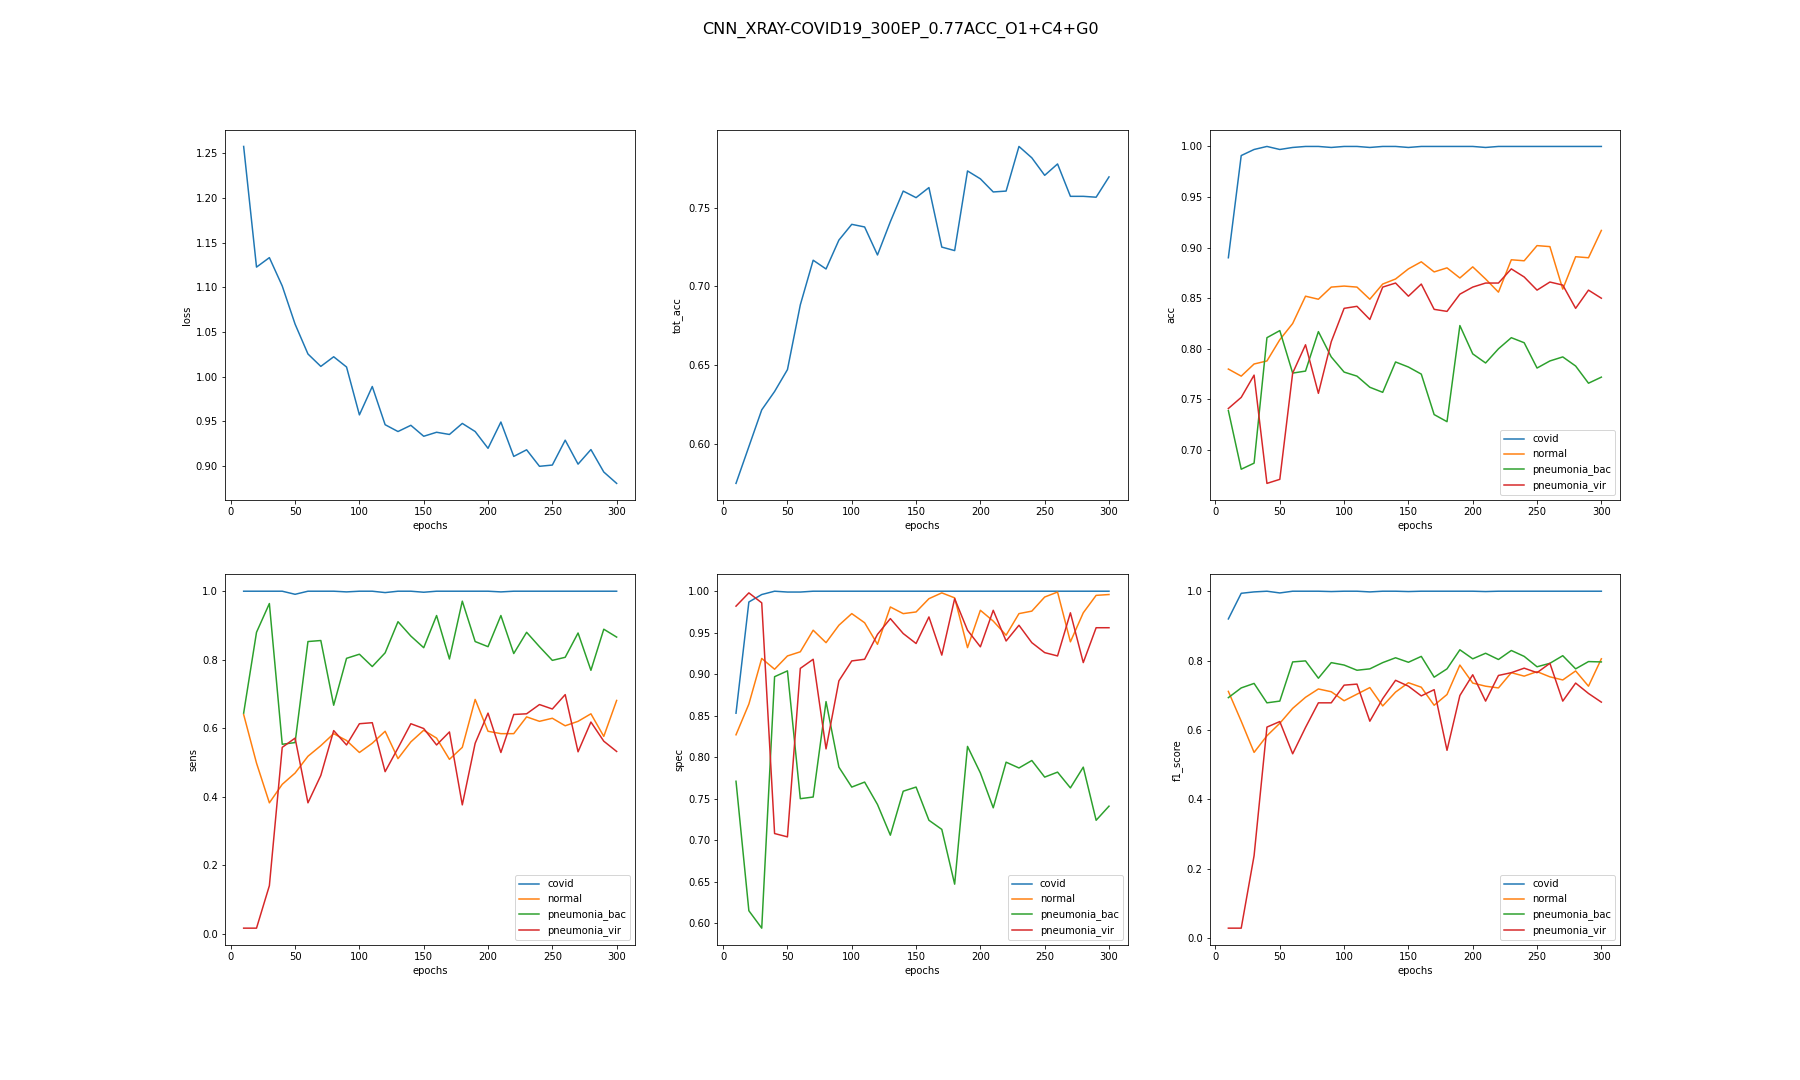 CNN_XRAY-COVID19_300EP_0.77ACC_O1+C4+G0
1.25
1.20
1.15
1.10
1.05
1.00
0.95
0.90
loss
0 50 100 150 200 250 300
epochs
0.75
0.70
0.65
0.60
tot_acc
0 50 100 150 200 250 300
epochs
1.00
0.95
0.90
0.85
0.80
0.75
0.70
acc
covid
normal
pneumonia_bac
pneumonia_vir
0 50 100 150 200 250 300
epochs
1.0
0.8
0.6
0.4
0.2
0.0
sens
covid
normal
pneumonia_bac
pneumonia_vir
0 50 100 150 200 250 300
epochs
1.00
0.95
0.90
0.85
0.80
0.75
0.70
0.65
0.60
spec
covid
normal
pneumonia_bac
pneumonia_vir
0 50 100 150 200 250 300
epochs
1.0
0.8
0.6
0.4
0.2
0.0
f1_score
covid
normal
pneumonia_bac
pneumonia_vir
0 50 100 150 200 250 300
epochs